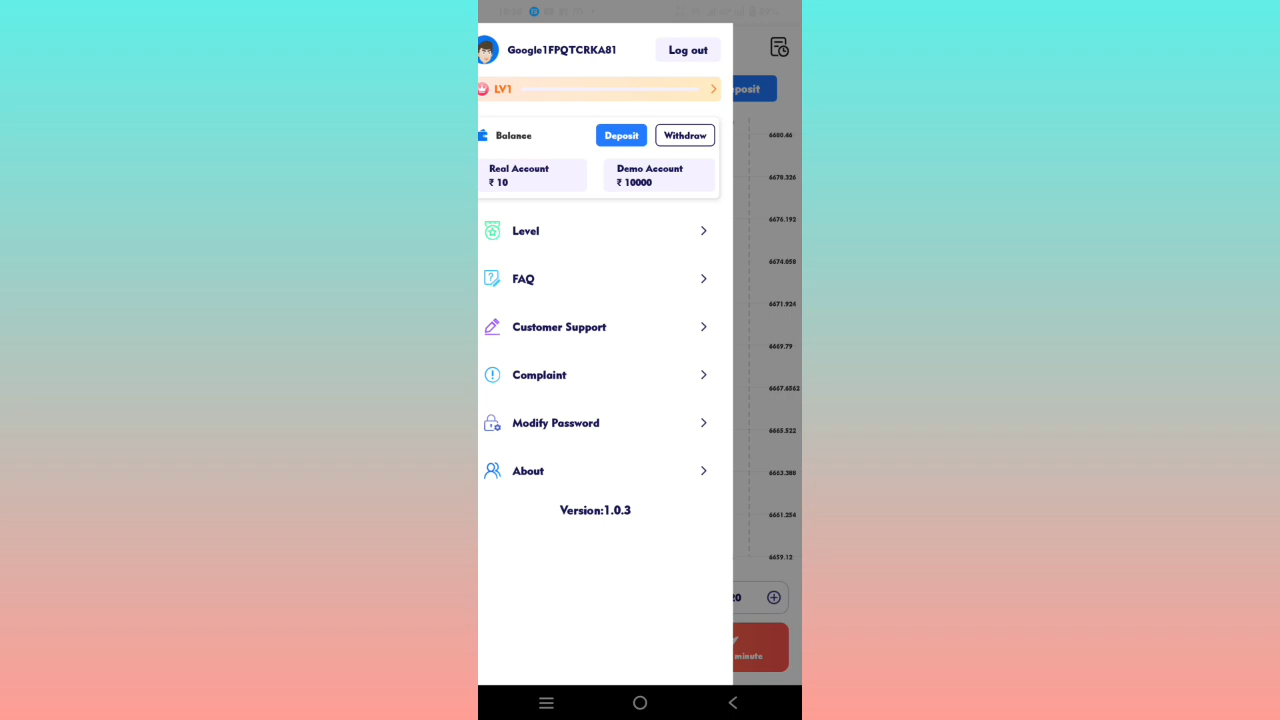 Google1FPQTCRKA81
Log out
LV1
Balance
Deposit
Withdraw
Real Account
₹ 10
Demo Account
₹ 10000
Level
FAQ
Customer Support
Complaint
Modify Password
About
Version:1.0.3
posit
6680.46
6678.326
6676.192
6674.058
6671.924
6669.79
6667.6562
6665.522
6663.388
6661.254
6659.12
20
minute